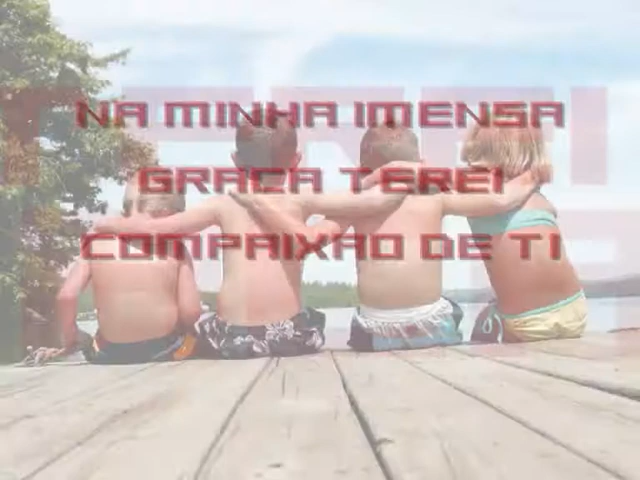 NA MINHA IMENSA
GRAÇA TEREI
COMPAIXÃO DE TI